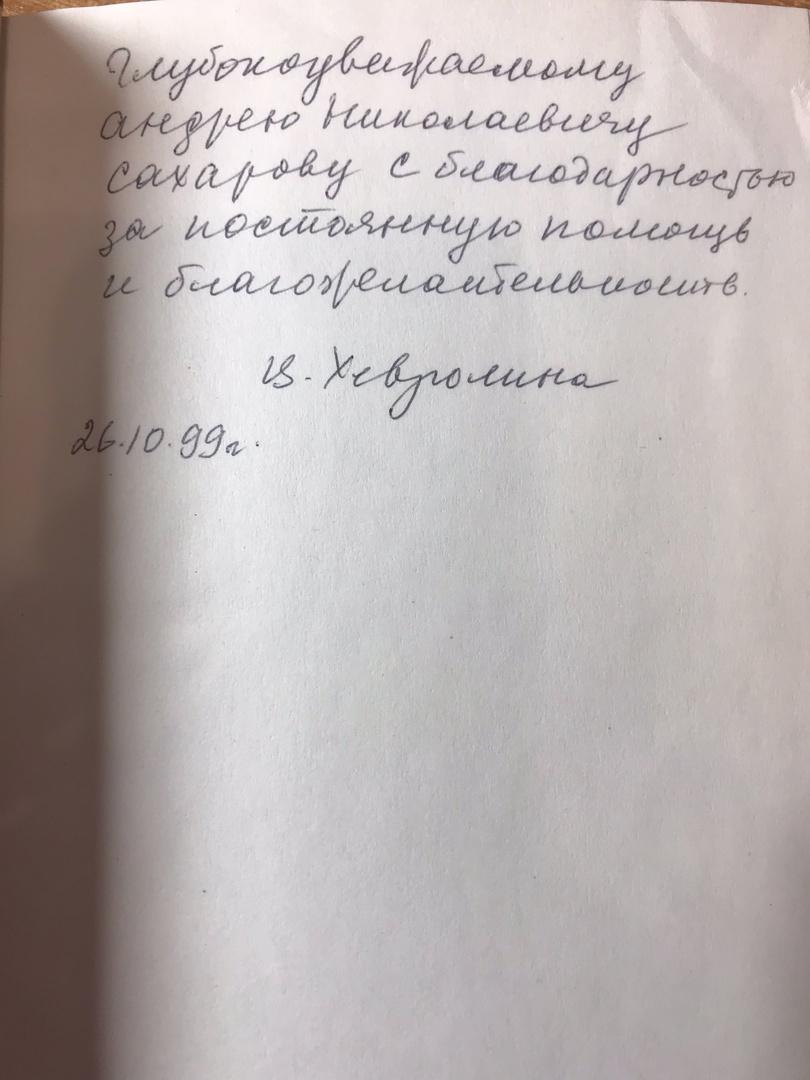 Глубокоуважаемому
Андрею Николаевичу
Сахарову с благодарностью
за постоянную помощь
и благожелательность.
В. Хевролина
26.10.99г.